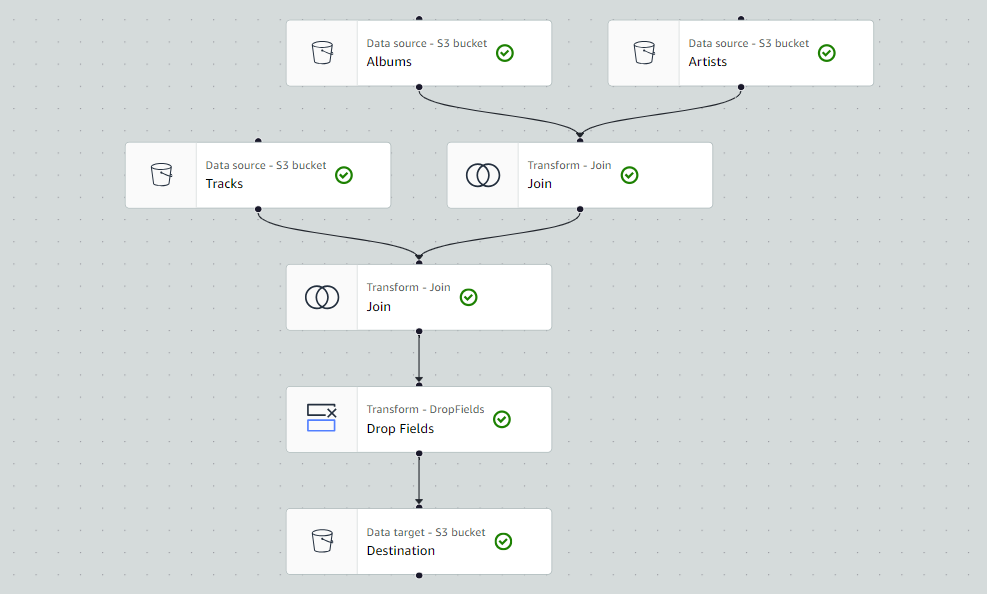 Data source - S3 bucket
Albums
Data source - S3 bucket
Artists
Data source - S3 bucket
Tracks
Transform - Join
Join
Transform - Join
Join
Transform - DropFields
Drop Fields
Data target - S3 bucket
Destination